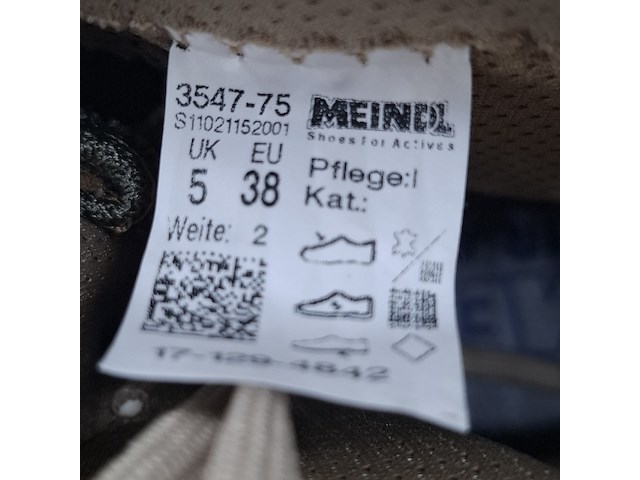 3547-75
S11021152001
MEINDL
Shoes For Actives
UK EU
5 38
Pflege:I
Kat.:
Weite: 2
17-129-4842